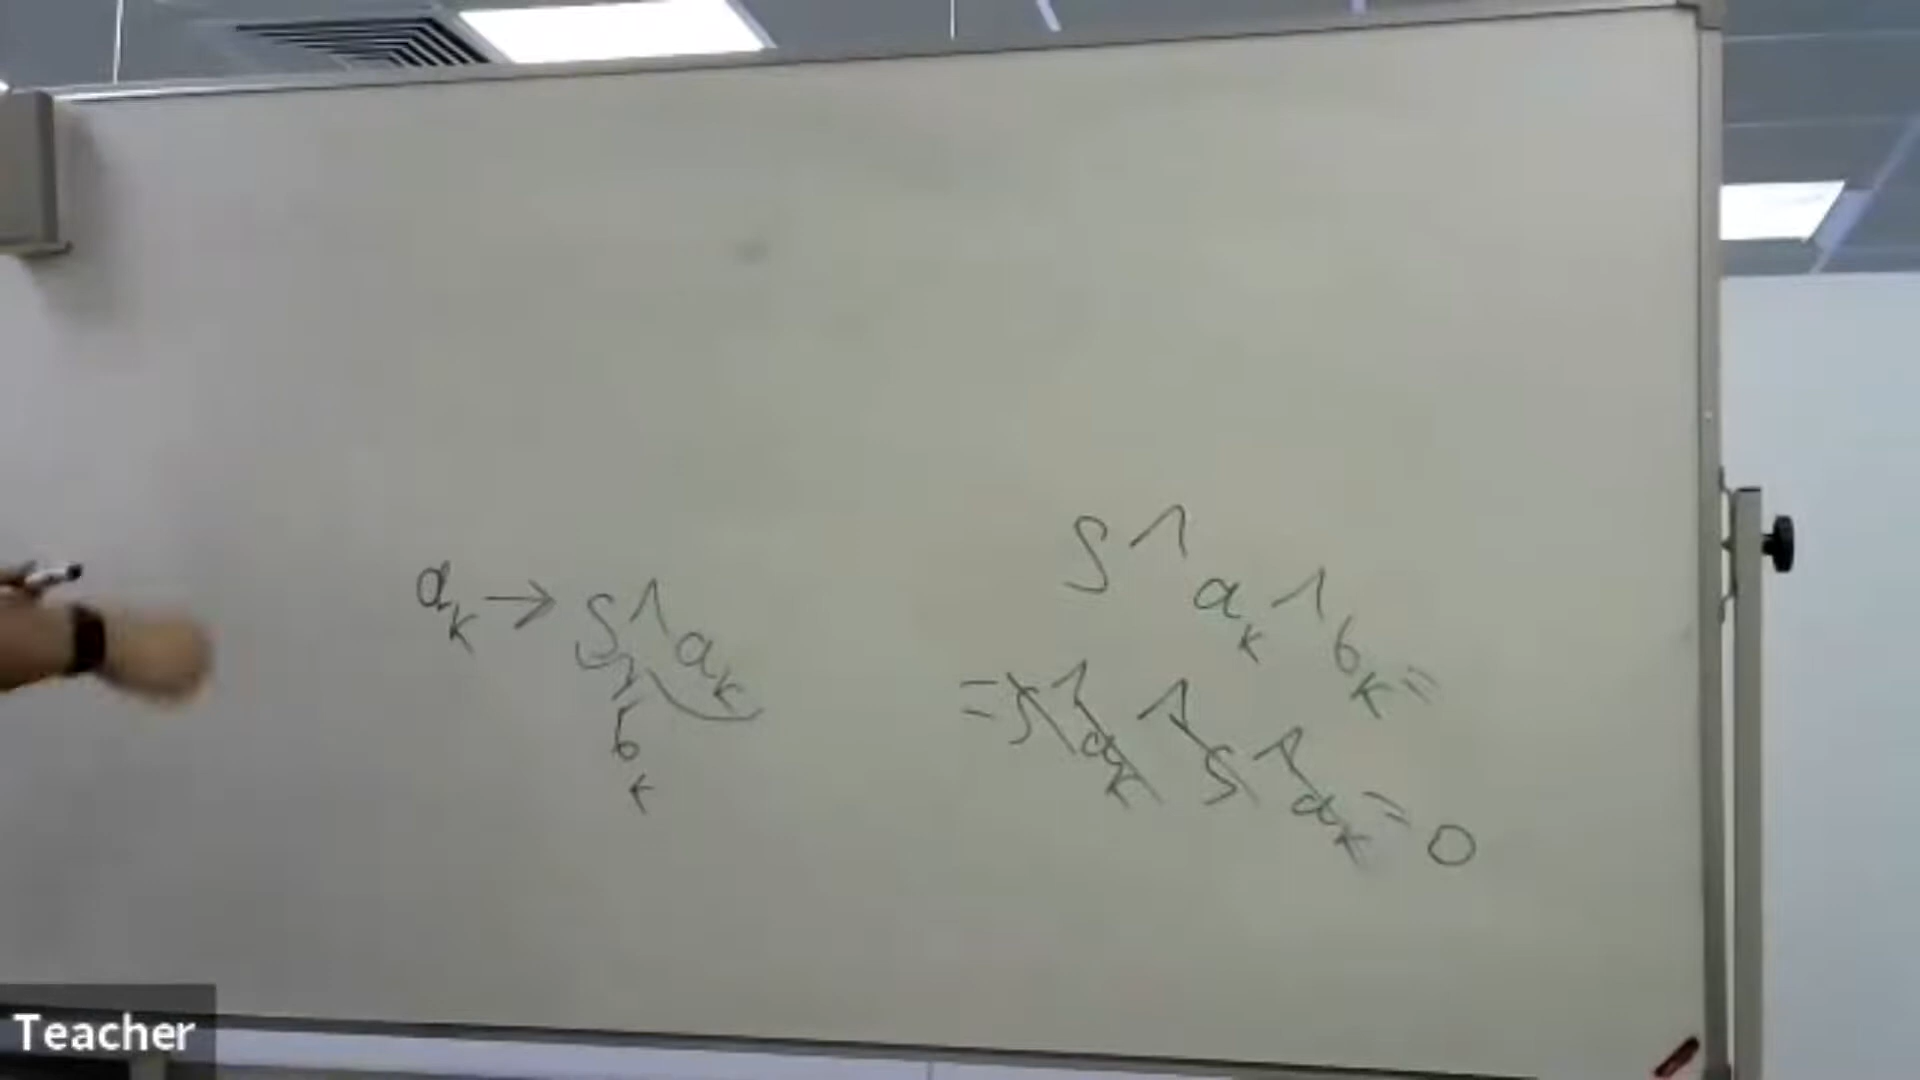 a_k → S^a_k
b_k
S ^ a_k ^ b_k =
= S ^ a_k ^ S ^ a_k = 0
Teacher